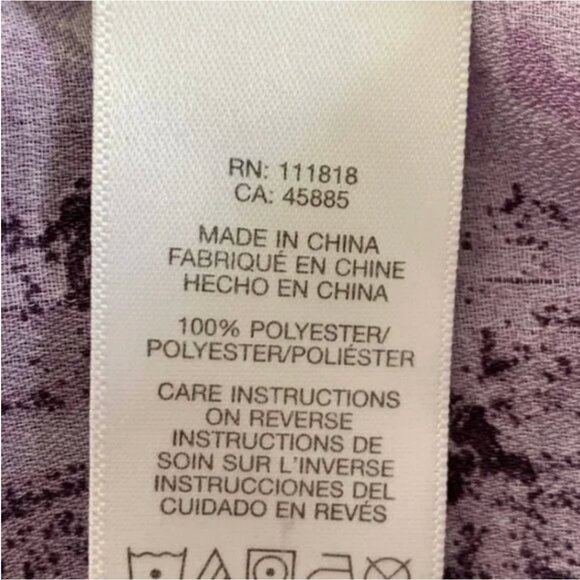 RN: 111818
CA: 45885
MADE IN CHINA
FABRIQUÉ EN CHINE
HECHO EN CHINA
100% POLYESTER/
POLYESTER/POLIÉSTER
CARE INSTRUCTIONS
ON REVERSE
INSTRUCTIONS DE
SOIN SUR L'INVERSE
INSTRUCCIONES DEL
CUIDADO EN REVÉS